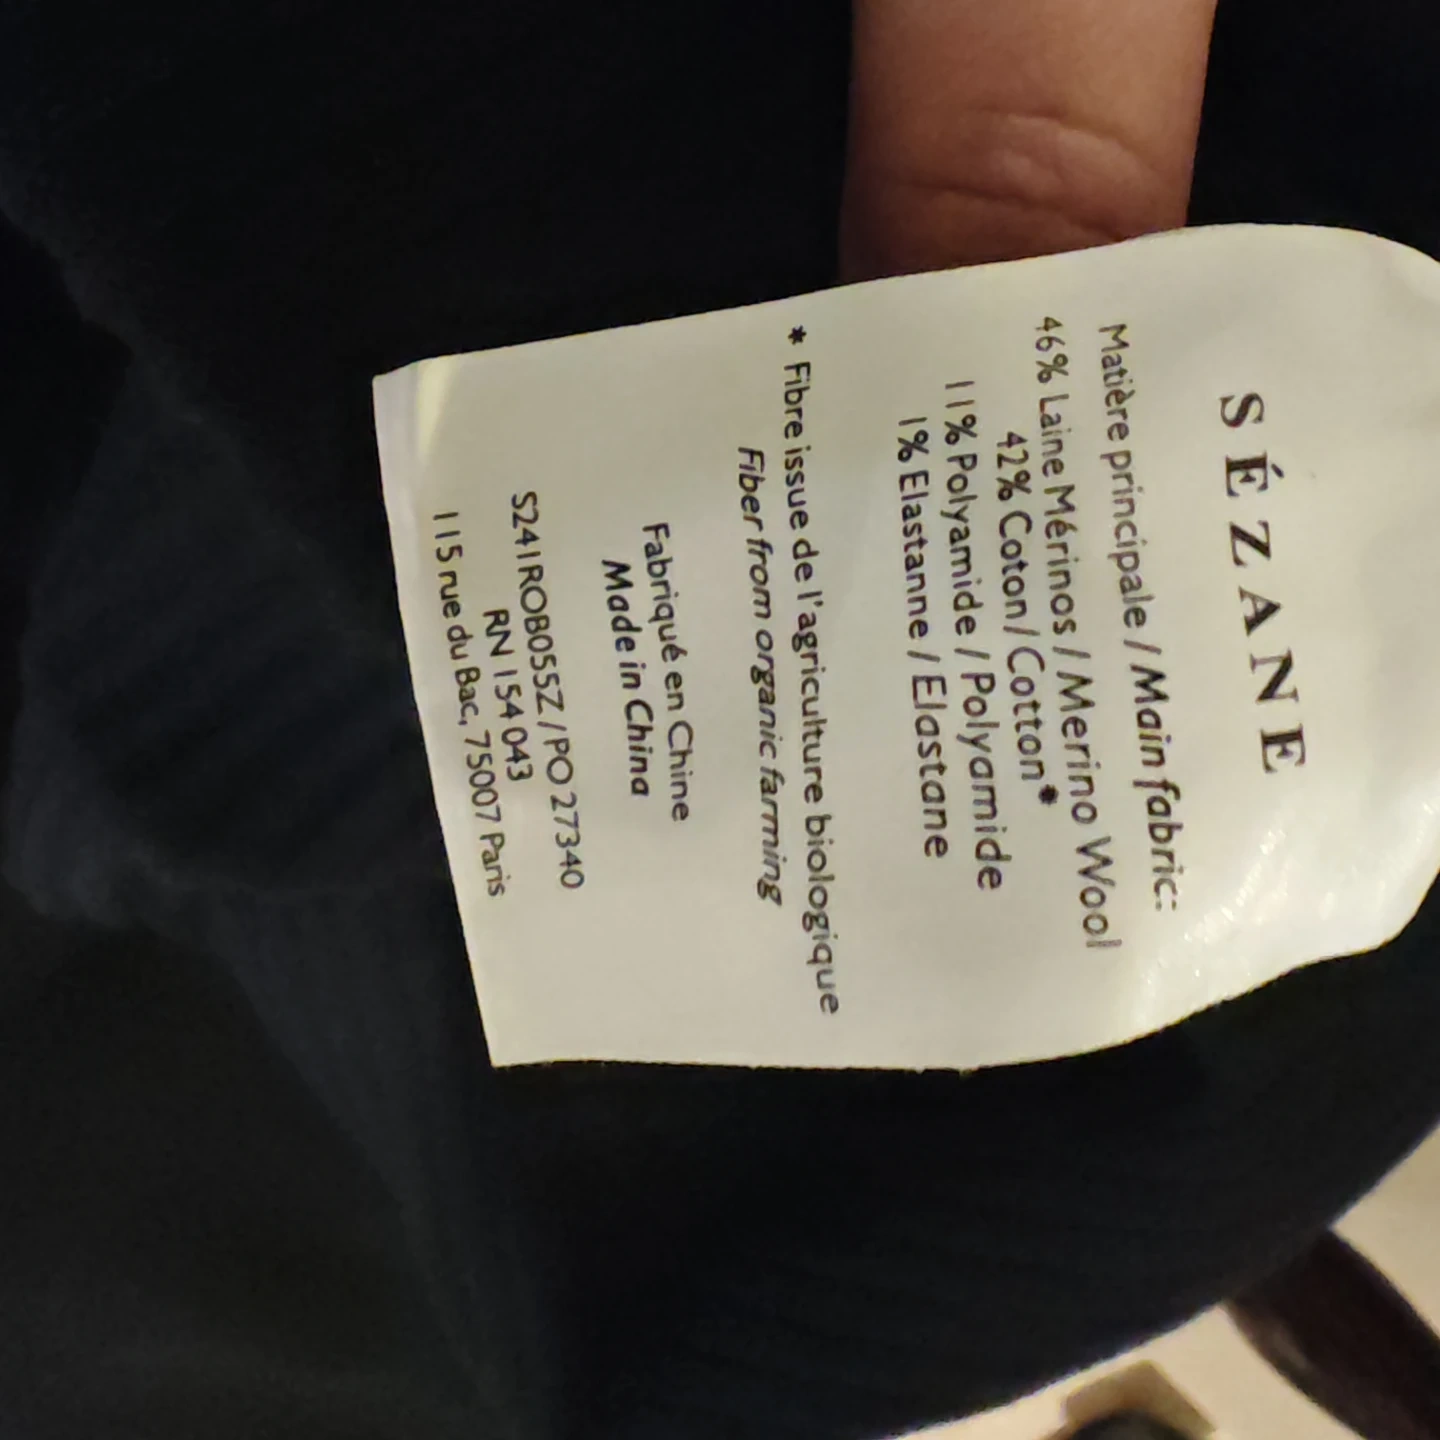 SÉZANE
Matière principale / Main fabric:
46% Laine Mérinos / Merino Wool
42% Coton / Cotton*
11% Polyamide / Polyamide
1% Elastanne / Elastane
* Fibre issue de l'agriculture biologique
Fiber from organic farming
Fabriqué en Chine
Made in China
S241ROB05SZ / PO 27340
RN 154 043
115 rue du Bac, 75007 Paris